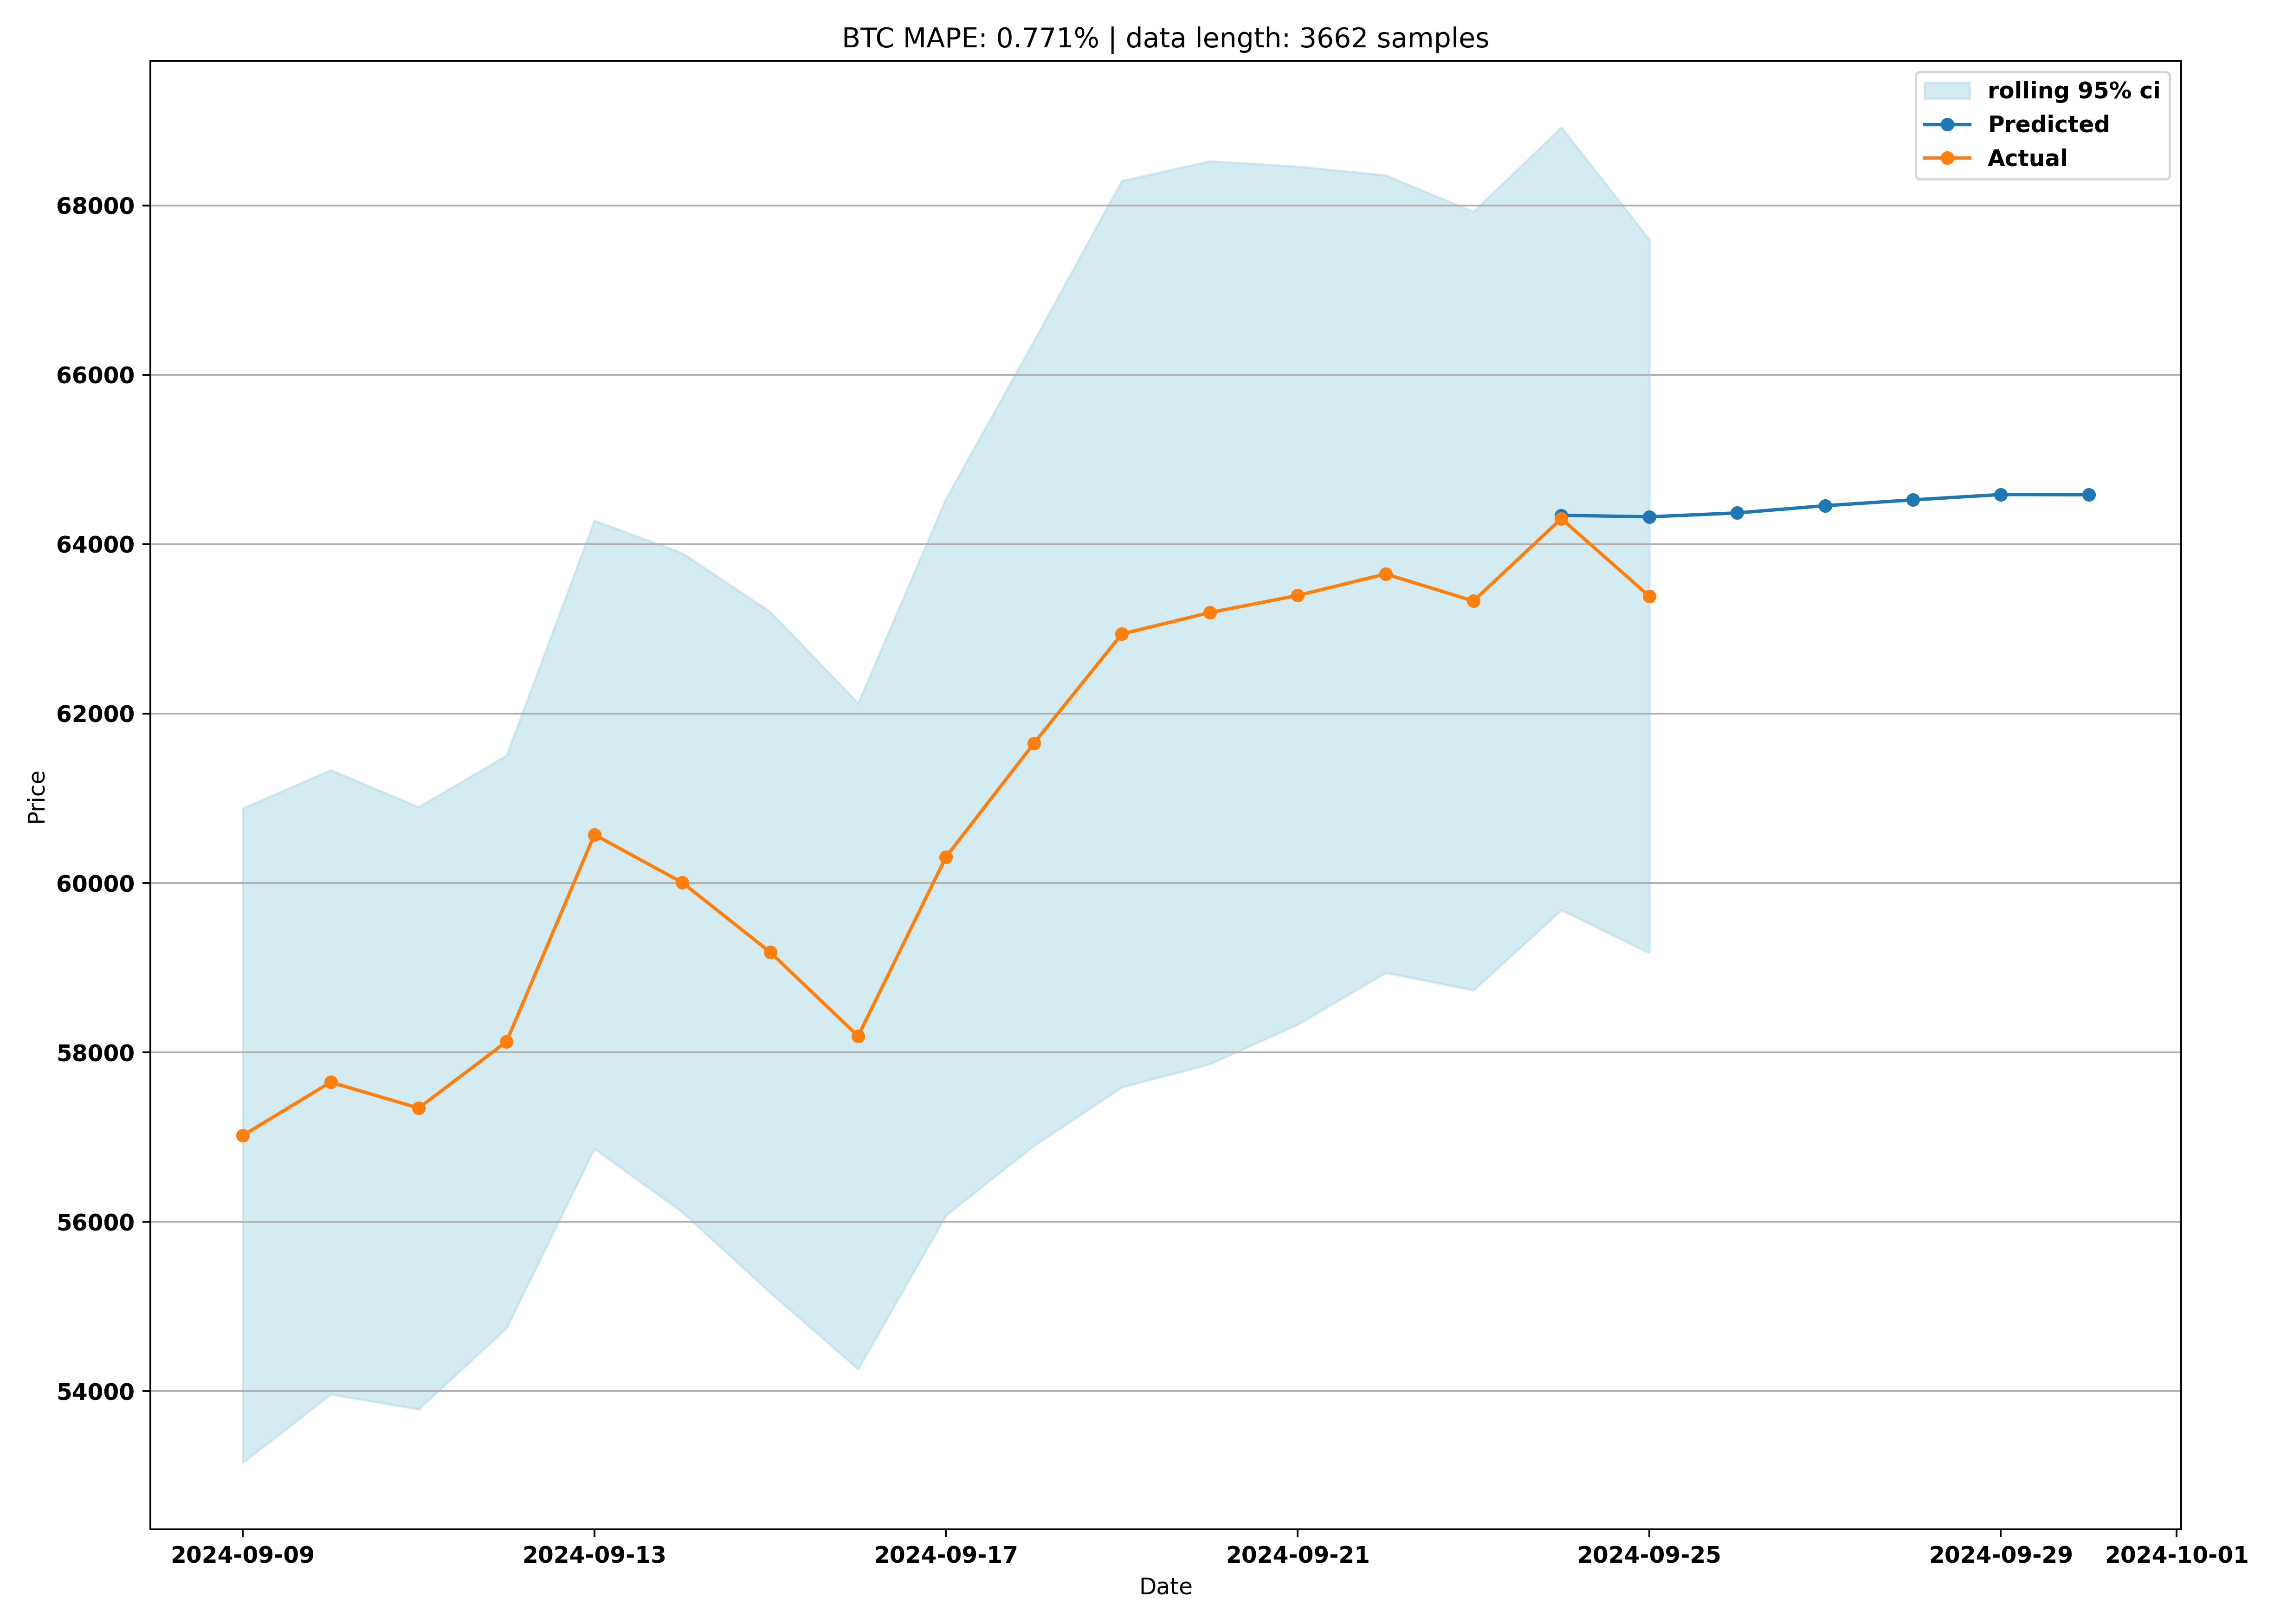 BTC MAPE: 0.771% | data length: 3662 samples
rolling 95% ci
Predicted
Actual
68000
66000
64000
62000
60000
58000
56000
54000
Price
2024-09-09 2024-09-13 2024-09-17 2024-09-21 2024-09-25 2024-09-29 2024-10-01
Date